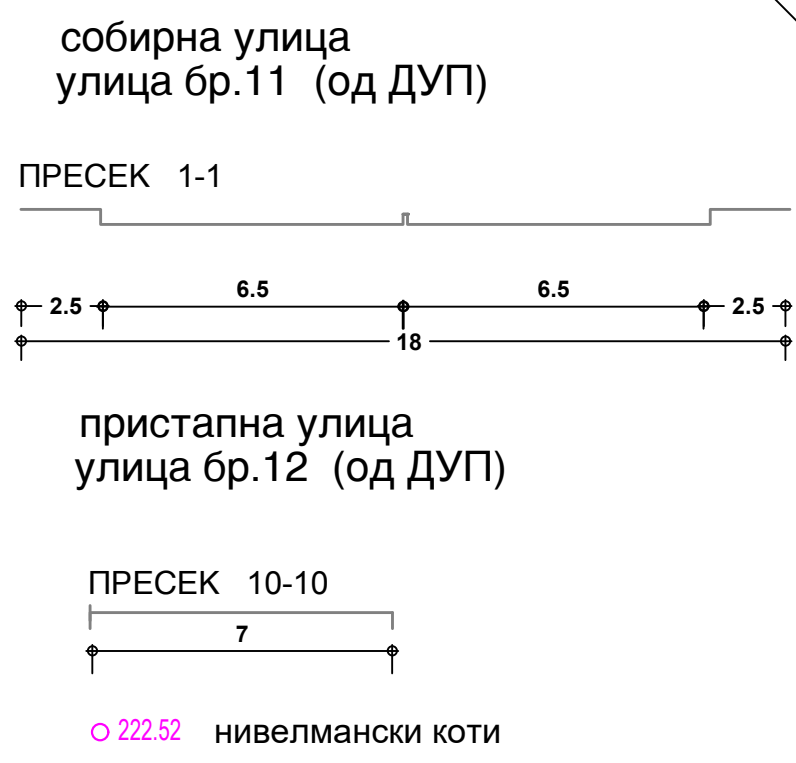 собирна улица
улица бр.11 (од ДУП)
ПРЕСЕК 1-1
2.5 6.5 6.5 2.5
18
пристапна улица
улица бр.12 (од ДУП)
ПРЕСЕК 10-10
7
222.52 нивелмански коти